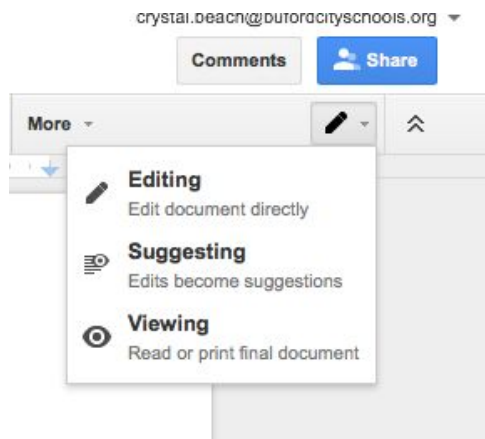 crystal.beach@bufordcityschools.org
Comments
Share
More
Editing
Edit document directly
Suggesting
Edits become suggestions
Viewing
Read or print final document